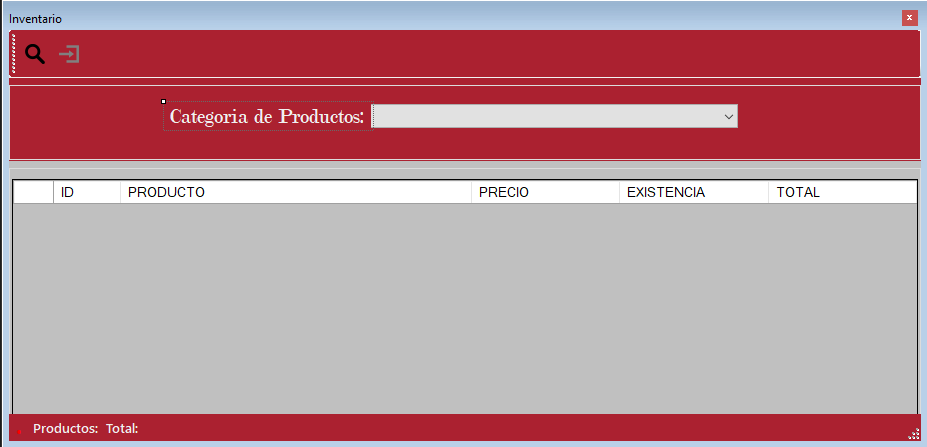 Inventario
Categoria de Productos:
ID PRODUCTO PRECIO EXISTENCIA TOTAL
Productos: Total: